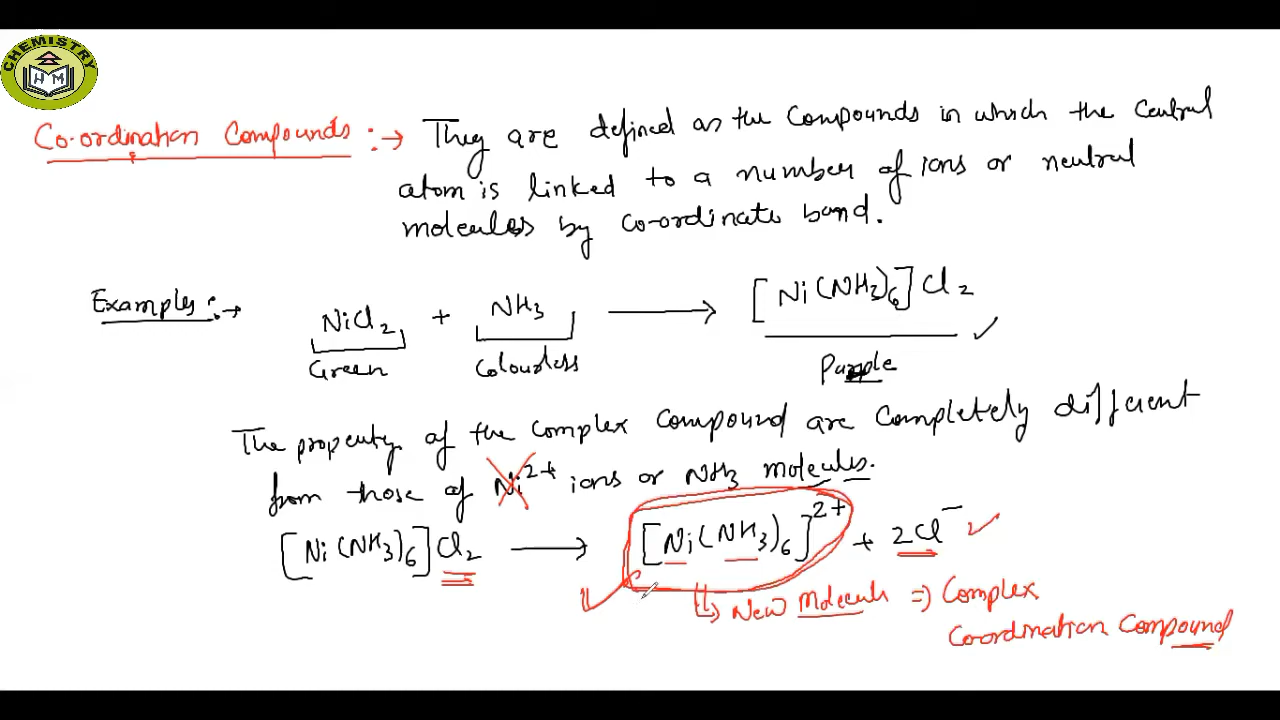 CHEMISTRY
HM
Co-ordination Compounds :→ They are defined as the Compounds in which the central
atom is linked to a number of ions or neutral
molecules by co-ordinate bond.
Examples :→ NiCl2 + NH3 → [Ni(NH3)6]Cl2
Green Colourless Purple
The property of the complex compound are completely different
from those of Ni2+ ions or NH3 molecules.
[Ni(NH3)6]Cl2 → [Ni(NH3)6]2+ + 2Cl-
↳ New Molecule ⇒ Complex
Coordination Compound